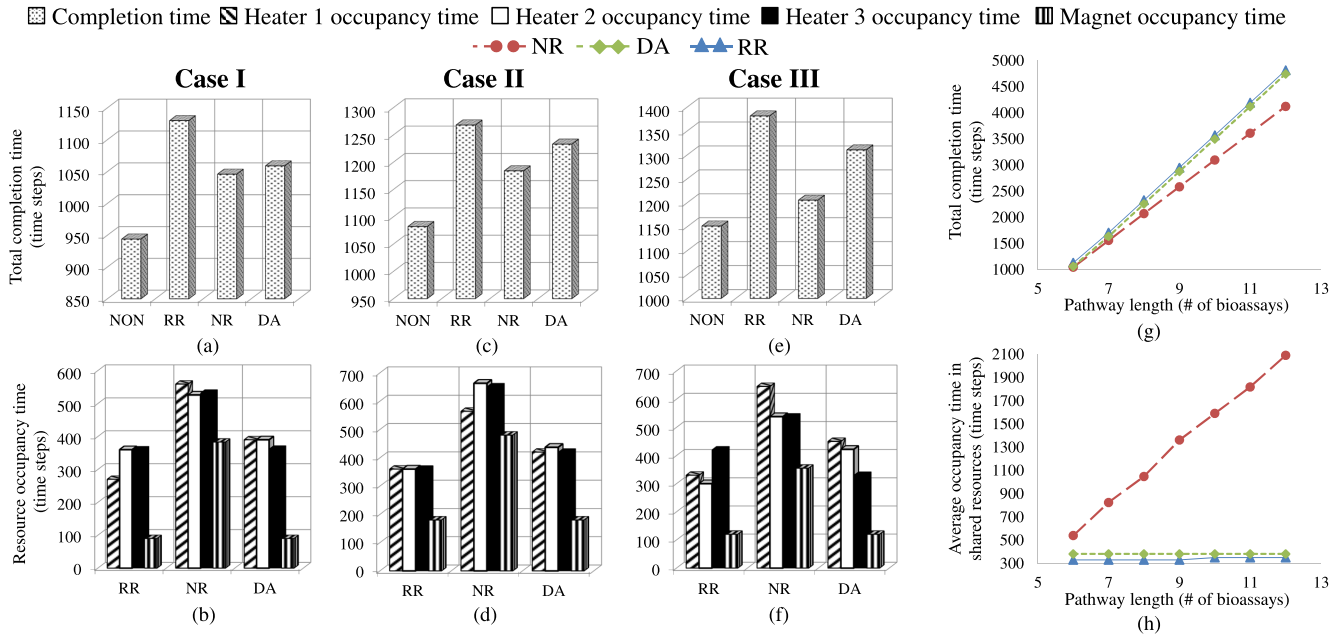 Completion time Heater 1 occupancy time Heater 2 occupancy time Heater 3 occupancy time Magnet occupancy time
NR DA RR
Case I
Total completion time
(time steps)
1150
1100
1050
1000
950
900
850
NON RR NR DA
(a)
Case II
1300
1250
1200
1150
1100
1050
1000
950
NON RR NR DA
(c)
Case III
1400
1350
1300
1250
1200
1150
1100
1050
1000
NON RR NR DA
(e)
Total completion time
(time steps)
5000
4500
4000
3500
3000
2500
2000
1500
1000
5 7 9 11 13
Pathway length (# of bioassays)
(g)
Resource occupancy time
(time steps)
600
500
400
300
200
100
0
RR NR DA
(b)
700
600
500
400
300
200
100
0
RR NR DA
(d)
700
600
500
400
300
200
100
0
RR NR DA
(f)
Average occupancy time in
shared resources (time steps)
2100
1900
1700
1500
1300
1100
900
700
500
300
5 7 9 11 13
Pathway length (# of bioassays)
(h)